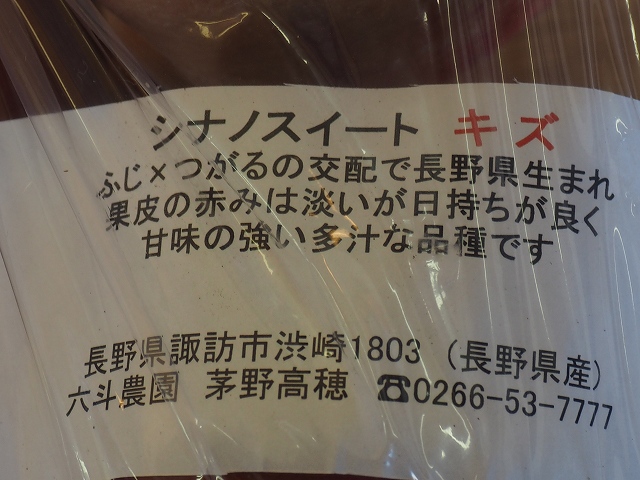 シナノスイート キズ
ふじ×つがるの交配で長野県生まれ
果皮の赤みは淡いが日持ちが良く
甘味の強い多汁な品種です
長野県諏訪市渋崎1803 (長野県産)
六斗農園 茅野高穂 ☎0266-53-7777